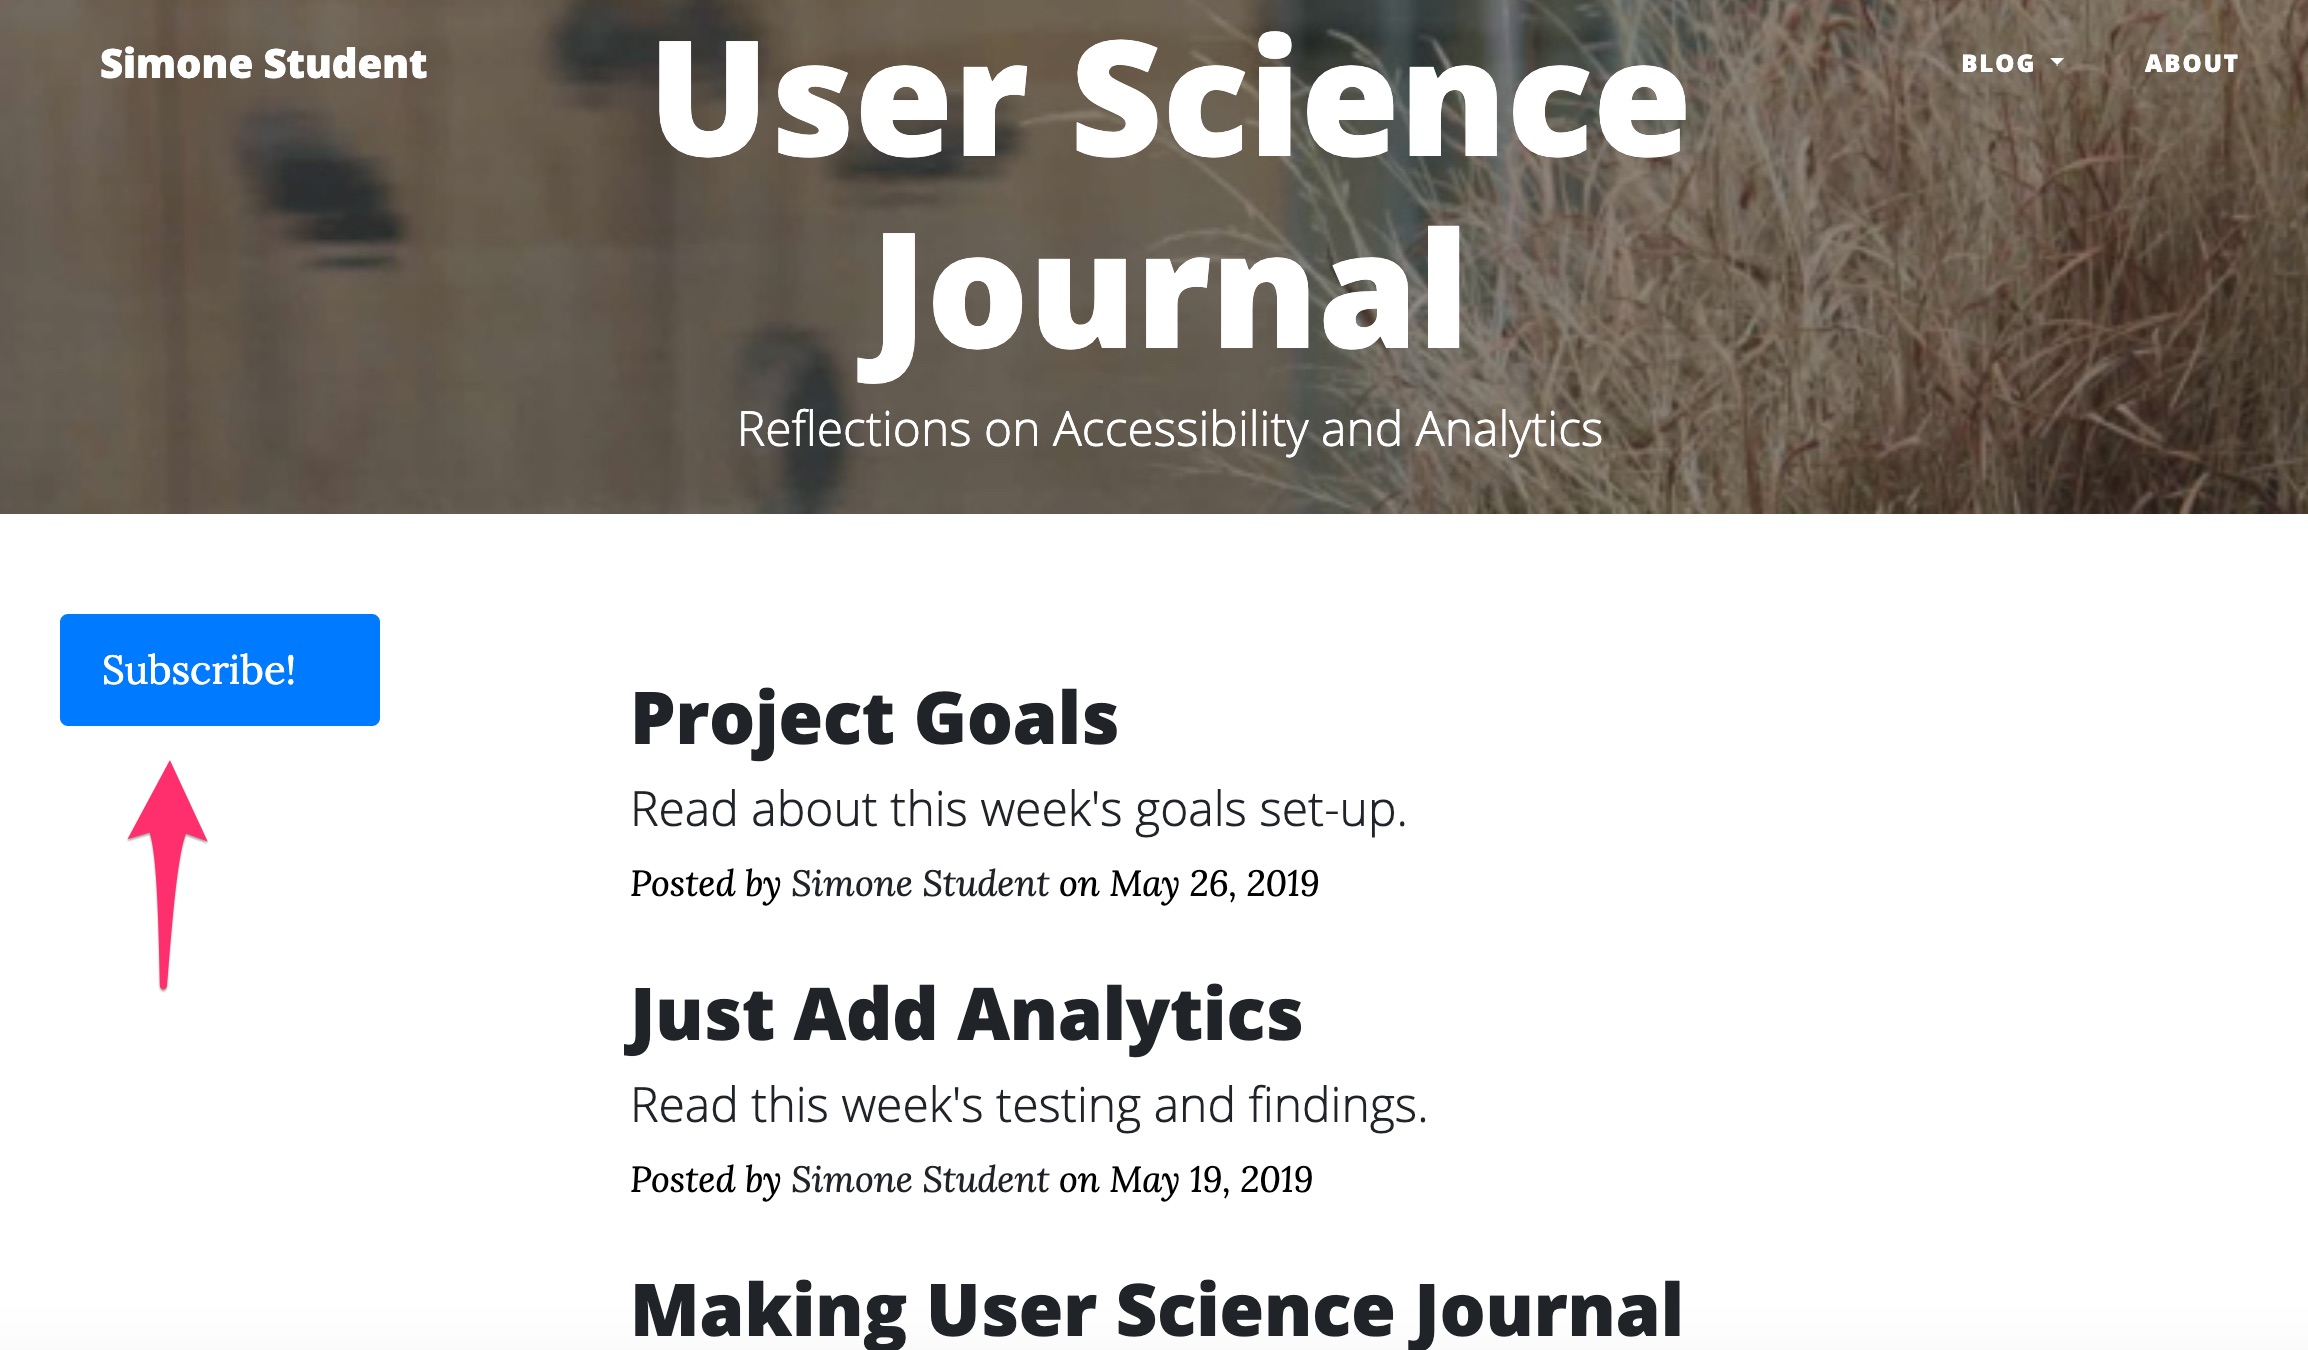 Simone Student
BLOG
ABOUT
User Science
Journal
Reflections on Accessibility and Analytics
Subscribe!
Project Goals
Read about this week's goals set-up.
Posted by Simone Student on May 26, 2019
Just Add Analytics
Read this week's testing and findings.
Posted by Simone Student on May 19, 2019
Making User Science Journal